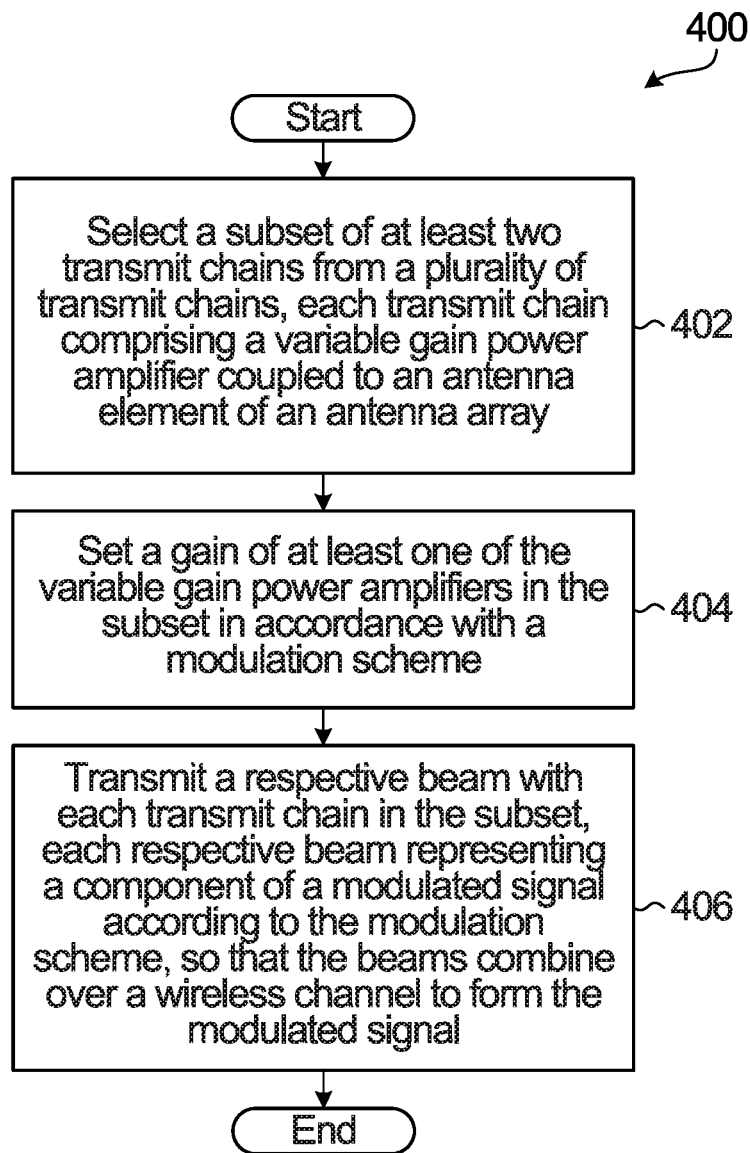 400
Start
Select a subset of at least two
transmit chains from a plurality of
transmit chains, each transmit chain
comprising a variable gain power
amplifier coupled to an antenna
element of an antenna array
402
Set a gain of at least one of the
variable gain power amplifiers in the
subset in accordance with a
modulation scheme
404
Transmit a respective beam with
each transmit chain in the subset,
each respective beam representing
a component of a modulated signal
according to the modulation
scheme, so that the beams combine
over a wireless channel to form the
modulated signal
406
End